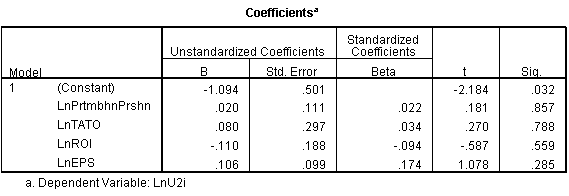 Coefficientsa
Model Unstandardized Coefficients Standardized Coefficients t Sig.
B Std. Error Beta
1 (Constant) -1.094 .501 -2.184 .032
LnPrtmbhnPrshn .020 .111 .022 .181 .857
LnTATO .080 .297 .034 .270 .788
LnROI -.110 .188 -.094 -.587 .559
LnEPS .106 .099 .174 1.078 .285
a. Dependent Variable: LnU2i